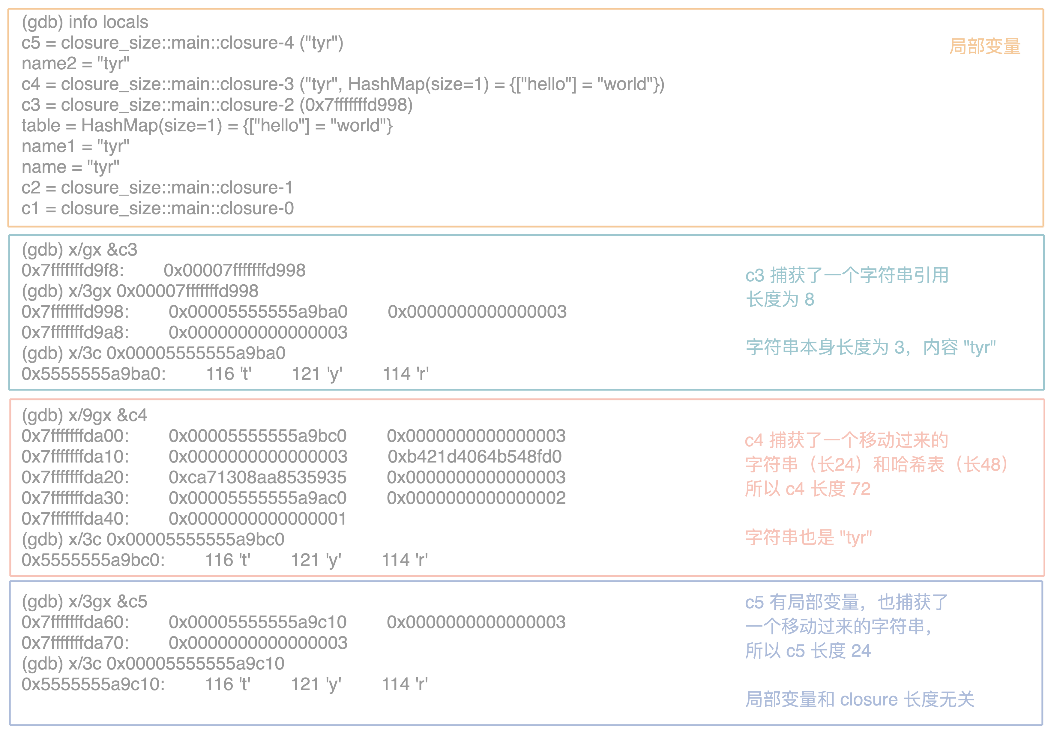 (gdb) info locals
c5 = closure_size::main::closure-4 ("tyr")
局部变量
name2 = "tyr"
c4 = closure_size::main::closure-3 ("tyr", HashMap(size=1) = {["hello"] = "world"})
c3 = closure_size::main::closure-2 (0x7fffffffd998)
table = HashMap(size=1) = {["hello"] = "world"}
name1 = "tyr"
name = "tyr"
c2 = closure_size::main::closure-1
c1 = closure_size::main::closure-0
(gdb) x/gx &c3
0x7fffffffd9f8: 0x00007fffffffd998
(gdb) x/3gx 0x00007fffffffd998
0x7fffffffd998: 0x00005555555a9ba0 0x0000000000000003
0x7fffffffd9a8: 0x0000000000000003
(gdb) x/3c 0x00005555555a9ba0
0x5555555a9ba0: 116 't' 121 'y' 114 'r'
c3 捕获了一个字符串引用
长度为 8
字符串本身长度为 3，内容 "tyr"
(gdb) x/9gx &c4
0x7fffffffda00: 0x00005555555a9bc0 0x0000000000000003
0x7fffffffda10: 0x0000000000000003 0xb421d4064b548fd0
0x7fffffffda20: 0xca71308aa8535935 0x0000000000000003
0x7fffffffda30: 0x00005555555a9ac0 0x0000000000000002
0x7fffffffda40: 0x0000000000000001
(gdb) x/3c 0x00005555555a9bc0
0x5555555a9bc0: 116 't' 121 'y' 114 'r'
c4 捕获了一个移动过来的
字符串（长24）和哈希表（长48）
所以 c4 长度 72
字符串也是 "tyr"
(gdb) x/3gx &c5
0x7fffffffda60: 0x00005555555a9c10 0x0000000000000003
0x7fffffffda70: 0x0000000000000003
(gdb) x/3c 0x00005555555a9c10
0x5555555a9c10: 116 't' 121 'y' 114 'r'
c5 有局部变量，也捕获了
一个移动过来的字符串，
所以 c5 长度 24
局部变量和 closure 长度无关